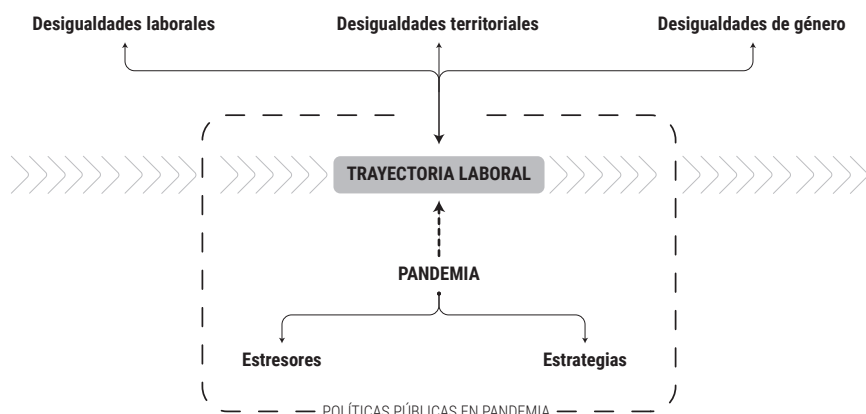 Desigualdades laborales
Desigualdades territoriales
Desigualdades de género
TRAYECTORIA LABORAL
PANDEMIA
Estresores
Estrategias
POLÍTICAS PÚBLICAS EN PANDEMIA